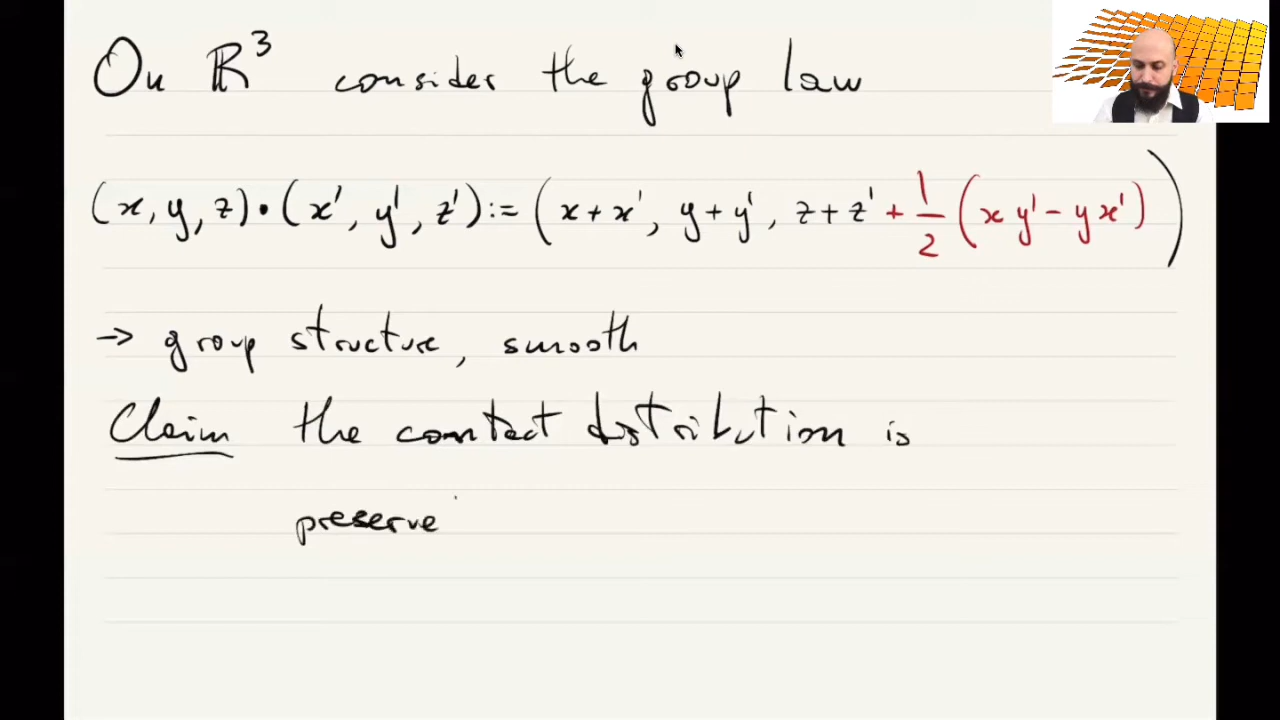 On ℝ³ consider the group law
(x, y, z)•(x', y', z') := (x+x', y+y', z+z' + 1/2 (xy' - yx'))
→ group structure, smooth
Claim the contact distribution is
preserve